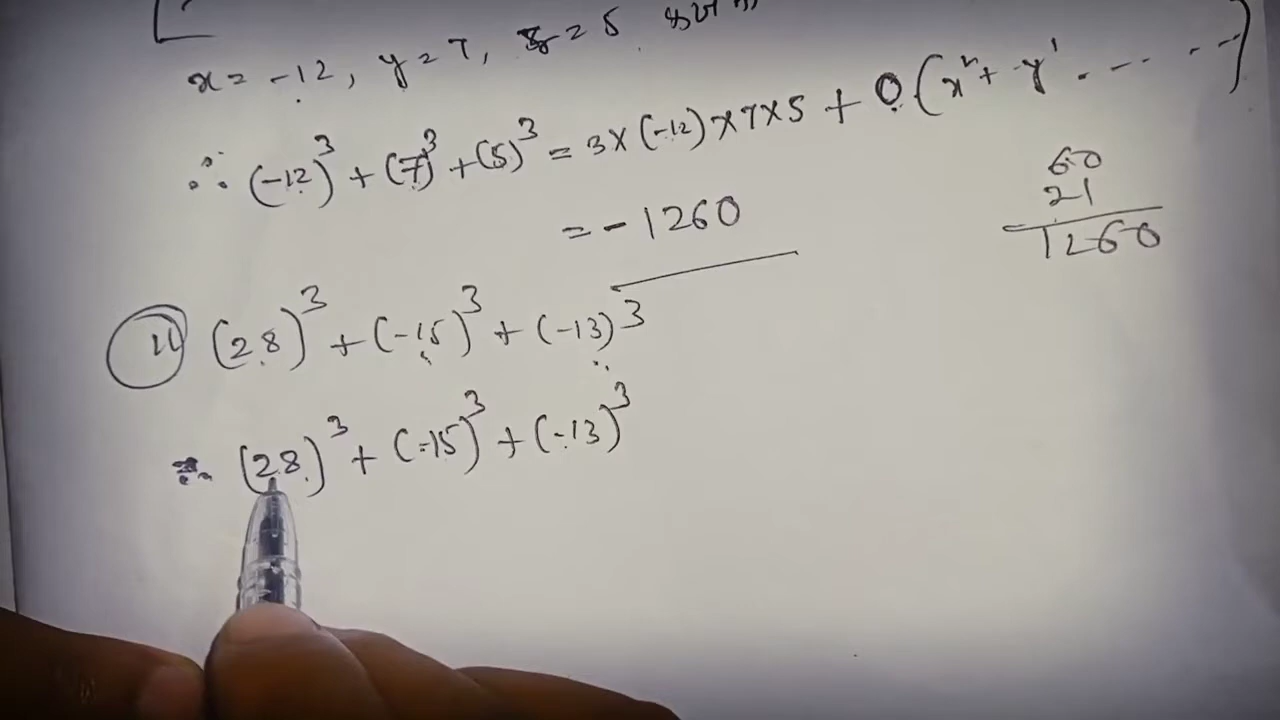 x = -12, y = 7, z = 5
∴ (-12)³ + (7)³ + (5)³ = 3 × (-12) × 7 × 5 + 0 (x² + y² . - - - - -)
= - 1260
60
21
1260
ii (28)³ + (-15)³ + (-13)³
∴ (28)³ + (-15)³ + (-13)³